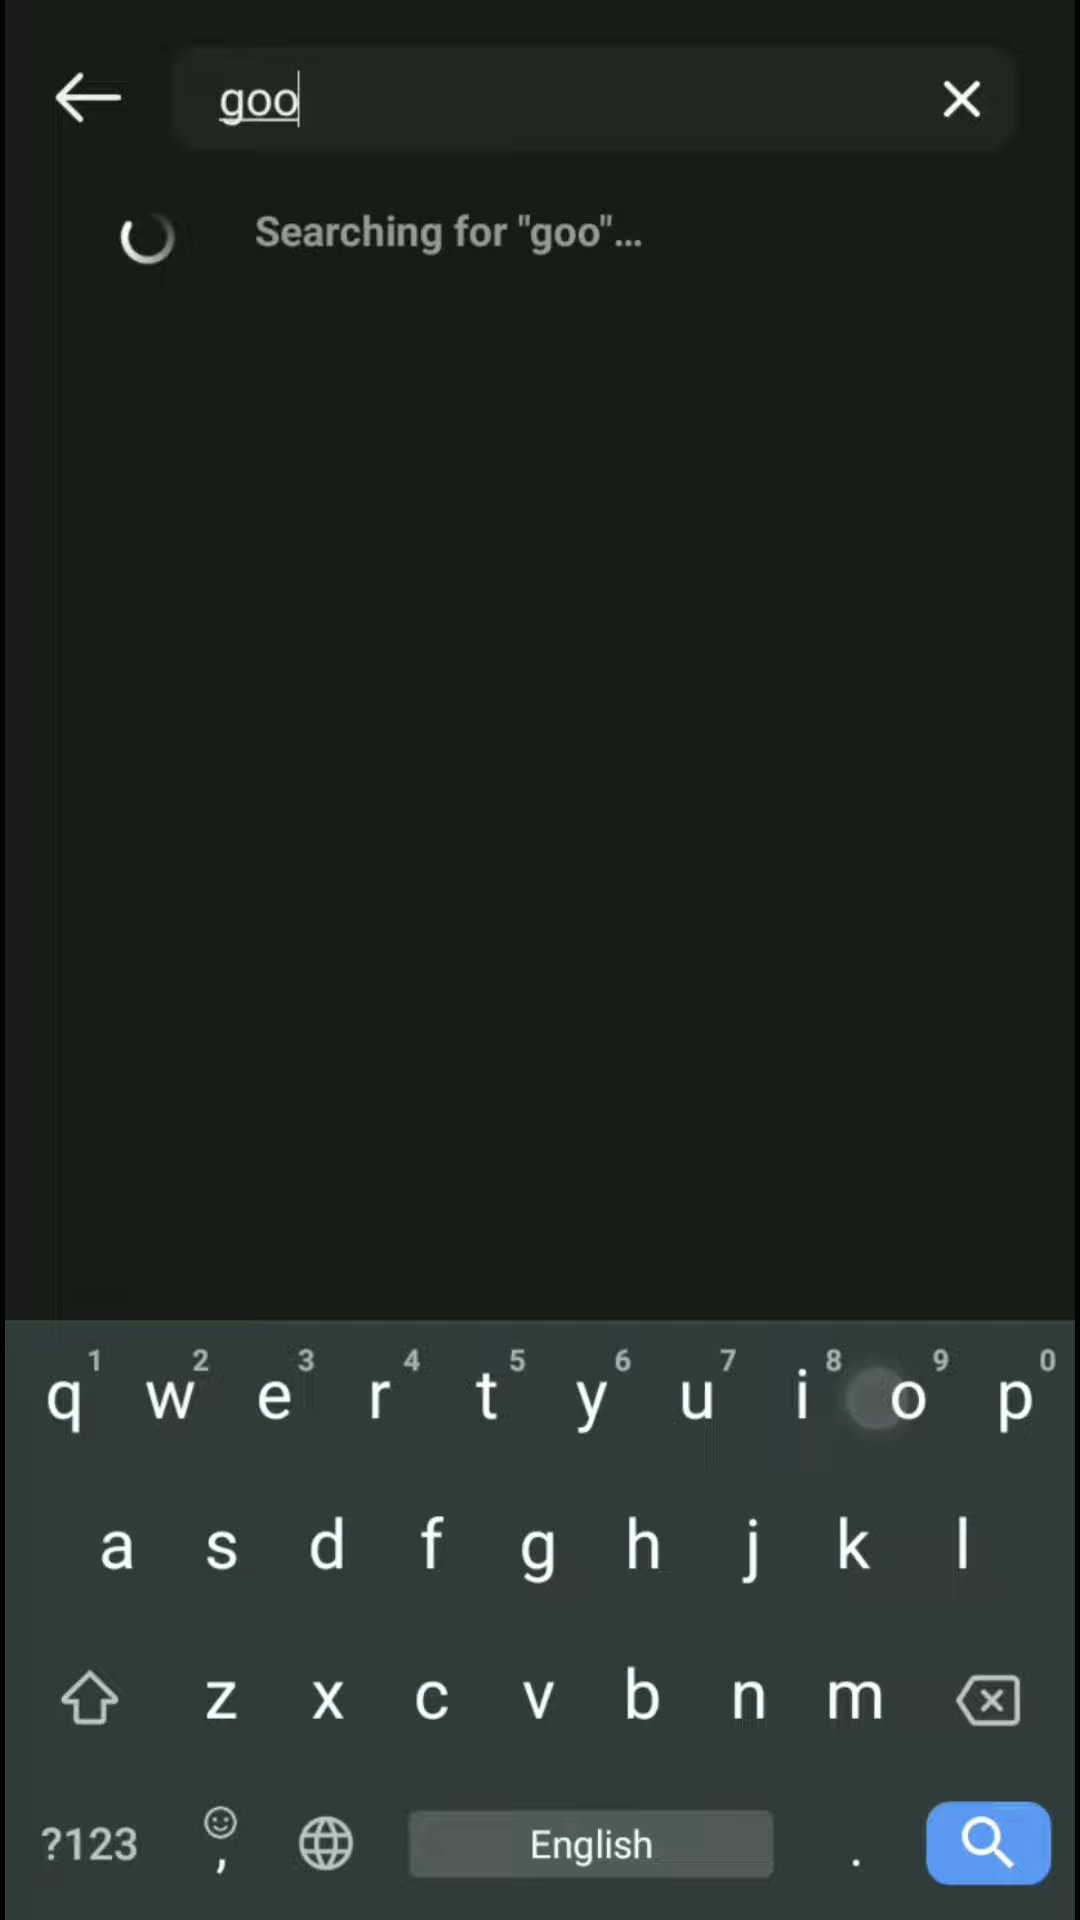 goo
Searching for "goo"...
1 2 3 4 5 6 7 8 9 0
q w e r t y u i o p
a s d f g h j k l
z x c v b n m
?123 , English .